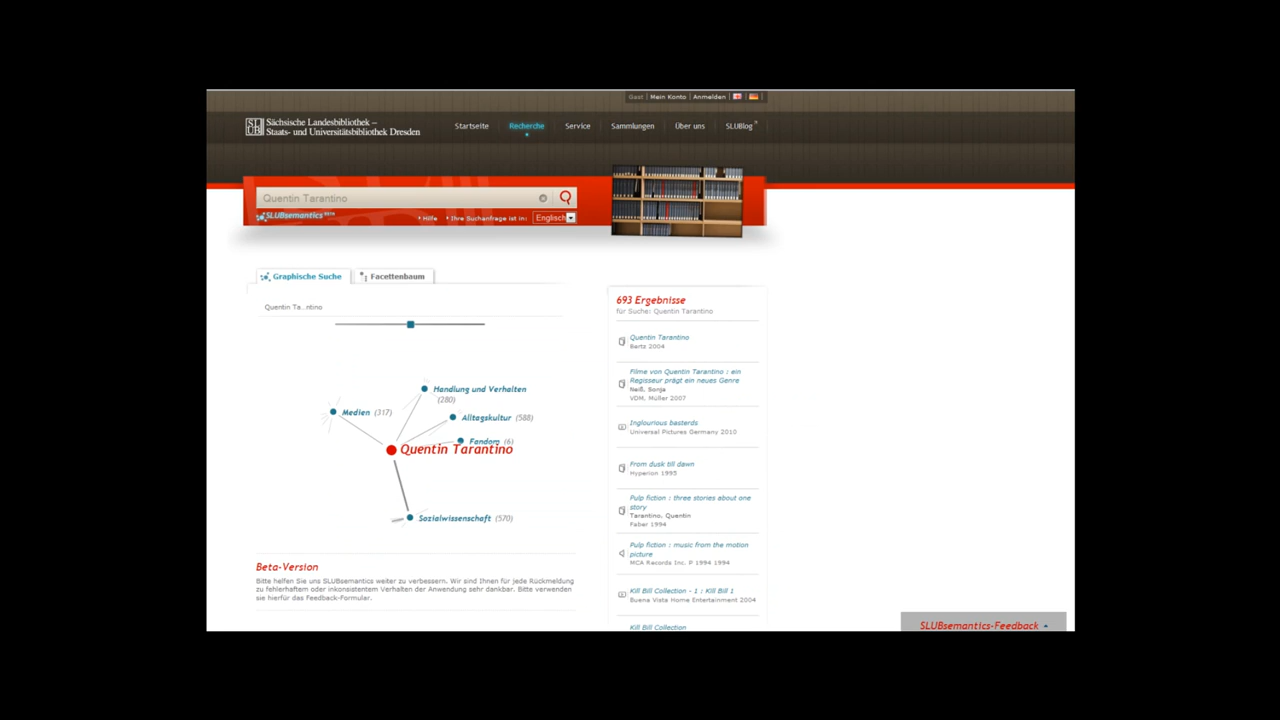 Gast | Mein Konto | Anmelden
SLUB Sächsische Landesbibliothek –
Staats- und Universitätsbibliothek Dresden
Startseite Recherche Service Sammlungen Über uns SLUBlog
Quentin Tarantino
SLUBsemantics BETA
Hilfe Ihre Suchanfrage ist in: Englisch
Graphische Suche Facettenbaum
Quentin Ta...ntino
Handlung und Verhalten
(280)
Medien (317)
Alltagskultur (588)
Fandom (6)
Quentin Tarantino
Sozialwissenschaft (570)
Beta-Version
Bitte helfen Sie uns SLUBsemantics weiter zu verbessern. Wir sind Ihnen für jede Rückmeldung
zu fehlerhaftem oder inkonsistentem Verhalten der Anwendung sehr dankbar. Bitte verwenden
sie hierfür das Feedback-Formular.
693 Ergebnisse
für Suche: Quentin Tarantino
Quentin Tarantino
Bertz 2004
Filme von Quentin Tarantino : ein
Regisseur prägt ein neues Genre
Neiß, Sonja
VDM, Müller 2007
Inglourious basterds
Universal Pictures Germany 2010
From dusk till dawn
Hyperion 1995
Pulp fiction : three stories about one
story
Tarantino, Quentin
Faber 1994
Pulp fiction : music from the motion
picture
MCA Records Inc. P 1994 1994
Kill Bill Collection - 1 : Kill Bill 1
Buena Vista Home Entertainment 2004
Kill Bill Collection
SLUBsemantics-Feedback